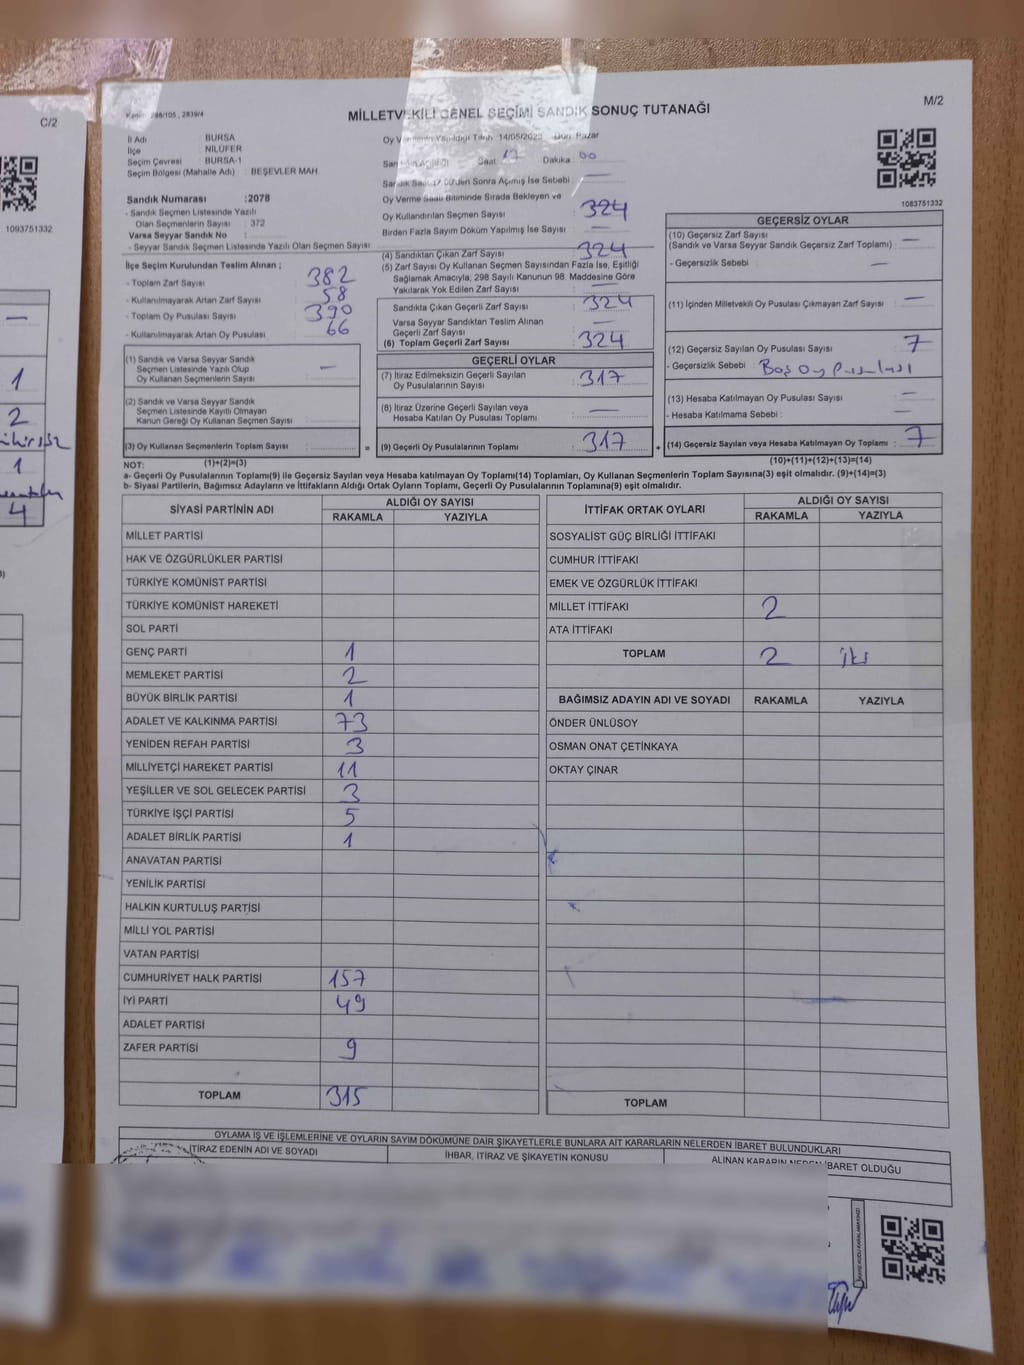 C/2
1093751332
1
2
1
4
MİLLETVEKİLİ GENEL SEÇİMİ SANDIK SONUÇ TUTANAĞI
M/2
1083751332
İl Adı BURSA
İlçe NİLÜFER
Seçim Çevresi : BURSA-1
Seçim Bölgesi (Mahalle Adı) : BEŞEVLER MAH.
Sandık Numarası :2078
- Sandık Seçmen Listesinde Yazılı
Olan Seçmenlerin Sayısı : 372
Varsa Seyyar Sandık No :
- Seyyar Sandık Seçmen Listesinde Yazılı Olan Seçmen Sayısı
Oy 14/05/2023 Pazar
Saat 17 Dakika 00
Sonra Açılmış İse Sebebi : —
Oy Verme Saati Bitiminde Sırada Bekleyen ve
Oy Kullandırılan Seçmen Sayısı : 324
Birden Fazla Sayım Döküm Yapılmış İse Sayısı : —
(4) Sandıktan Çıkan Zarf Sayısı : 324
(5) Zarf Sayısı Oy Kullanan Seçmen Sayısından Fazla İse, Eşitliği
Sağlamak Amacıyla; 298 Sayılı Kanunun 98. Maddesine Göre
Yakılarak Yok Edilen Zarf Sayısı : —
İlçe Seçim Kurulundan Teslim Alınan ;
- Toplam Zarf Sayısı : 382
- Kullanılmayarak Artan Zarf Sayısı : 58
- Toplam Oy Pusulası Sayısı : 390
- Kullanılmayarak Artan Oy Pusulası : 66
Sandıkta Çıkan Geçerli Zarf Sayısı : 324
Varsa Seyyar Sandıktan Teslim Alınan
Geçerli Zarf Sayısı : —
(6) Toplam Geçerli Zarf Sayısı : 324
GEÇERSİZ OYLAR
(10) Geçersiz Zarf Sayısı
(Sandık ve Varsa Seyyar Sandık Geçersiz Zarf Toplamı) : —
- Geçersizlik Sebebi : —
(11) İçinden Milletvekili Oy Pusulası Çıkmayan Zarf Sayısı : —
(12) Geçersiz Sayılan Oy Pusulası Sayısı : 7
- Geçersizlik Sebebi : Boş Oy Pusulası
(13) Hesaba Katılmayan Oy Pusulası Sayısı : —
- Hesaba Katılmama Sebebi : —
(14) Geçersiz Sayılan veya Hesaba Katılmayan Oy Toplamı : 7
(10)+(11)+(12)+(13)=(14)
(1) Sandık ve Varsa Seyyar Sandık
Seçmen Listesinde Yazılı Olup
Oy Kullanan Seçmenlerin Sayısı : —
(2) Sandık ve Varsa Seyyar Sandık
Seçmen Listesinde Kayıtlı Olmayan
Kanun Gereği Oy Kullanan Seçmen Sayısı :
(3) Oy Kullanan Seçmenlerin Toplam Sayısı :
(1)+(2)=(3)
GEÇERLİ OYLAR
(7) İtiraz Edilmeksizin Geçerli Sayılan
Oy Pusulalarının Sayısı : 317
(8) İtiraz Üzerine Geçerli Sayılan veya
Hesaba Katılan Oy Pusulası Toplamı : —
= (9) Geçerli Oy Pusulalarının Toplamı : 317 +
NOT:
a- Geçerli Oy Pusulalarının Toplamı(9) ile Geçersiz Sayılan veya Hesaba katılmayan Oy Toplamı(14) Toplamları, Oy Kullanan Seçmenlerin Toplam Sayısına(3) eşit olmalıdır. (9)+(14)=(3)
b- Siyasi Partilerin, Bağımsız Adayların ve İttifakların Aldığı Ortak Oyların Toplamı, Geçerli Oy Pusulalarının Toplamına(9) eşit olmalıdır.
SİYASİ PARTİNİN ADI ALDIĞI OY SAYISI
RAKAMLA YAZIYLA
MİLLET PARTİSİ
HAK VE ÖZGÜRLÜKLER PARTİSİ
TÜRKİYE KOMÜNİST PARTİSİ
TÜRKİYE KOMÜNİST HAREKETİ
SOL PARTİ
GENÇ PARTİ 1
MEMLEKET PARTİSİ 2
BÜYÜK BİRLİK PARTİSİ 1
ADALET VE KALKINMA PARTİSİ 73
YENİDEN REFAH PARTİSİ 3
MİLLİYETÇİ HAREKET PARTİSİ 11
YEŞİLLER VE SOL GELECEK PARTİSİ 3
TÜRKİYE İŞÇİ PARTİSİ 5
ADALET BİRLİK PARTİSİ 1
ANAVATAN PARTİSİ
YENİLİK PARTİSİ
HALKIN KURTULUŞ PARTİSİ
MİLLİ YOL PARTİSİ
VATAN PARTİSİ
CUMHURİYET HALK PARTİSİ 157
İYİ PARTİ 49
ADALET PARTİSİ
ZAFER PARTİSİ 9
TOPLAM 315
İTTİFAK ORTAK OYLARI ALDIĞI OY SAYISI
RAKAMLA YAZIYLA
SOSYALİST GÜÇ BİRLİĞİ İTTİFAKI
CUMHUR İTTİFAKI
EMEK VE ÖZGÜRLÜK İTTİFAKI
MİLLET İTTİFAKI 2
ATA İTTİFAKI
TOPLAM 2 iki
BAĞIMSIZ ADAYIN ADI VE SOYADI RAKAMLA YAZIYLA
ÖNDER ÜNLÜSOY
OSMAN ONAT ÇETİNKAYA
OKTAY ÇINAR
TOPLAM
OYLAMA İŞ VE İŞLEMLERİNE VE OYLARIN SAYIM DÖKÜMÜNE DAİR ŞİKAYETLERLE BUNLARA AİT KARARLARIN NELERDEN İBARET BULUNDUKLARI
İTİRAZ EDENİN ADI VE SOYADI İHBAR, İTİRAZ VE ŞİKAYETİN KONUSU ALINAN KARARIN NEDEN İBARET OLDUĞU